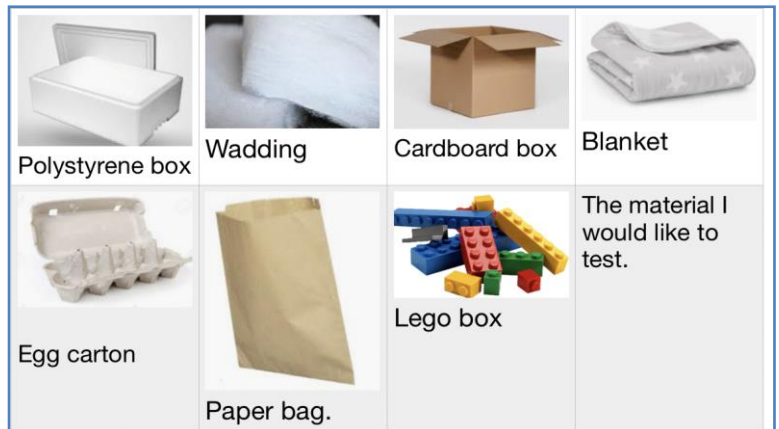 Polystyrene box
Wadding
Cardboard box
Blanket
Egg carton
Paper bag.
Lego box
The material I
would like to
test.